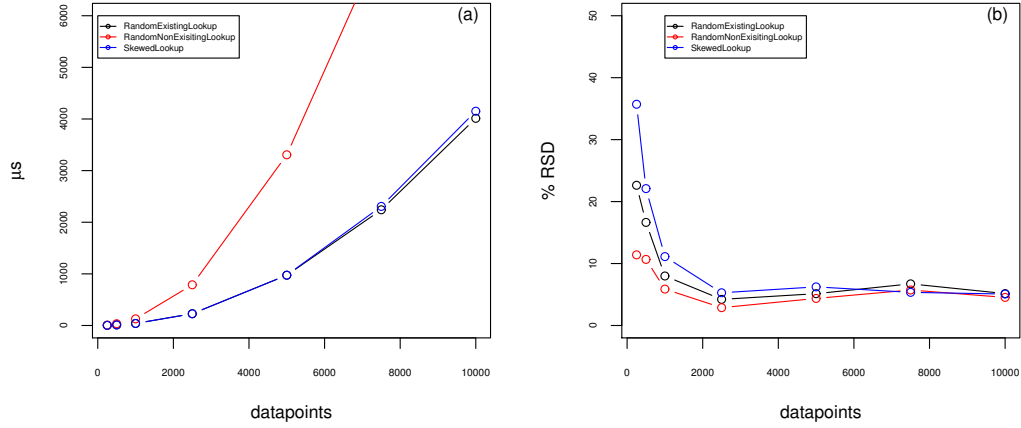 (a)
RandomExistingLookup
RandomNonExisitingLookup
SkewedLookup
6000
5000
4000
3000
2000
1000
0
µs
0 2000 4000 6000 8000 10000
datapoints
(b)
RandomExistingLookup
RandomNonExisitingLookup
SkewedLookup
50
40
30
20
10
0
% RSD
0 2000 4000 6000 8000 10000
datapoints